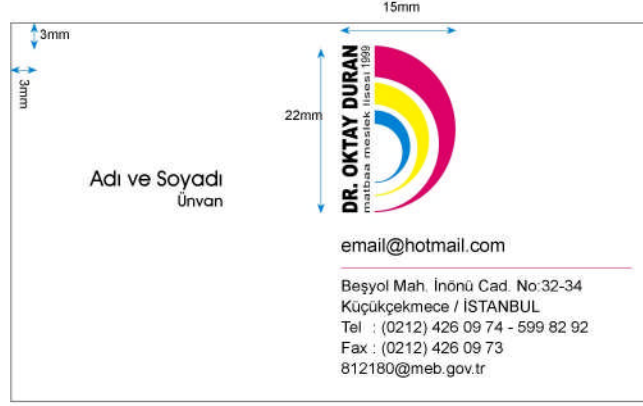 15mm
3mm
3mm
22mm
DR. OKTAY DURAN
matbaa meslek lisesi 1999
Adı ve Soyadı
Ünvan
email@hotmail.com
Beşyol Mah. İnönü Cad. No:32-34
Küçükçekmece / İSTANBUL
Tel : (0212) 426 09 74 - 599 82 92
Fax : (0212) 426 09 73
812180@meb.gov.tr